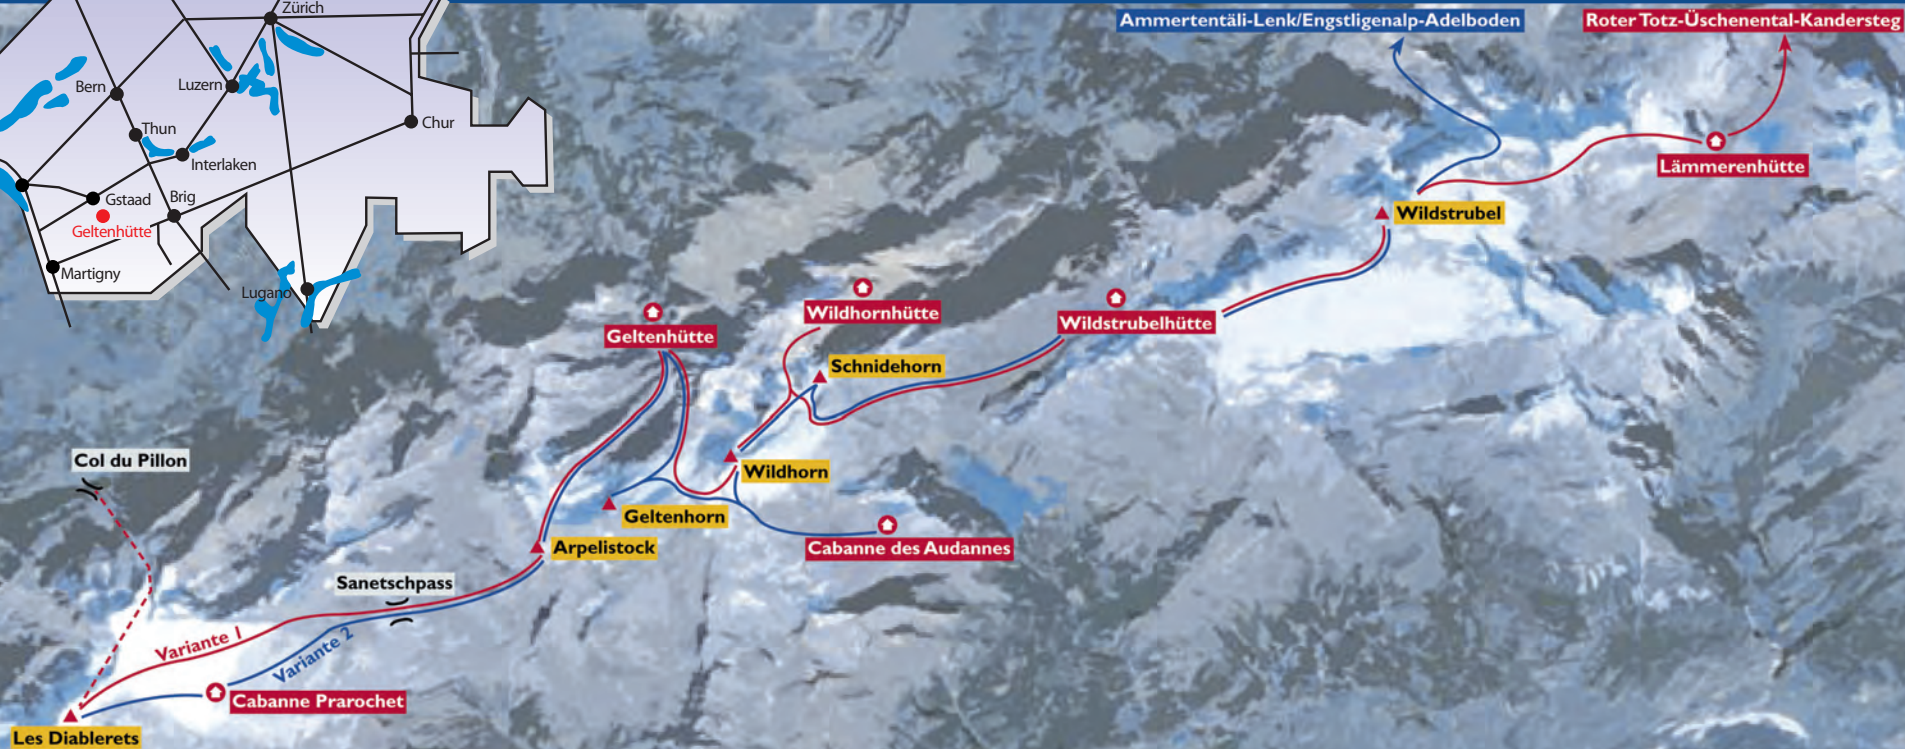 Zürich
Bern
Luzern
Thun
Interlaken
Chur
Gstaad
Brig
Geltenhütte
Martigny
Lugano
Ammertentäli-Lenk/Engstligenalp-Adelboden
Roter Totz-Üschenental-Kandersteg
Lämmerenhütte
Wildstrubel
Wildhornhütte
Wildstrubelhütte
Geltenhütte
Schnidehorn
Col du Pillon
Wildhorn
Geltenhorn
Arpelistock
Cabanne des Audannes
Sanetschpass
Variante 1
Variante 2
Cabanne Prarochet
Les Diablerets